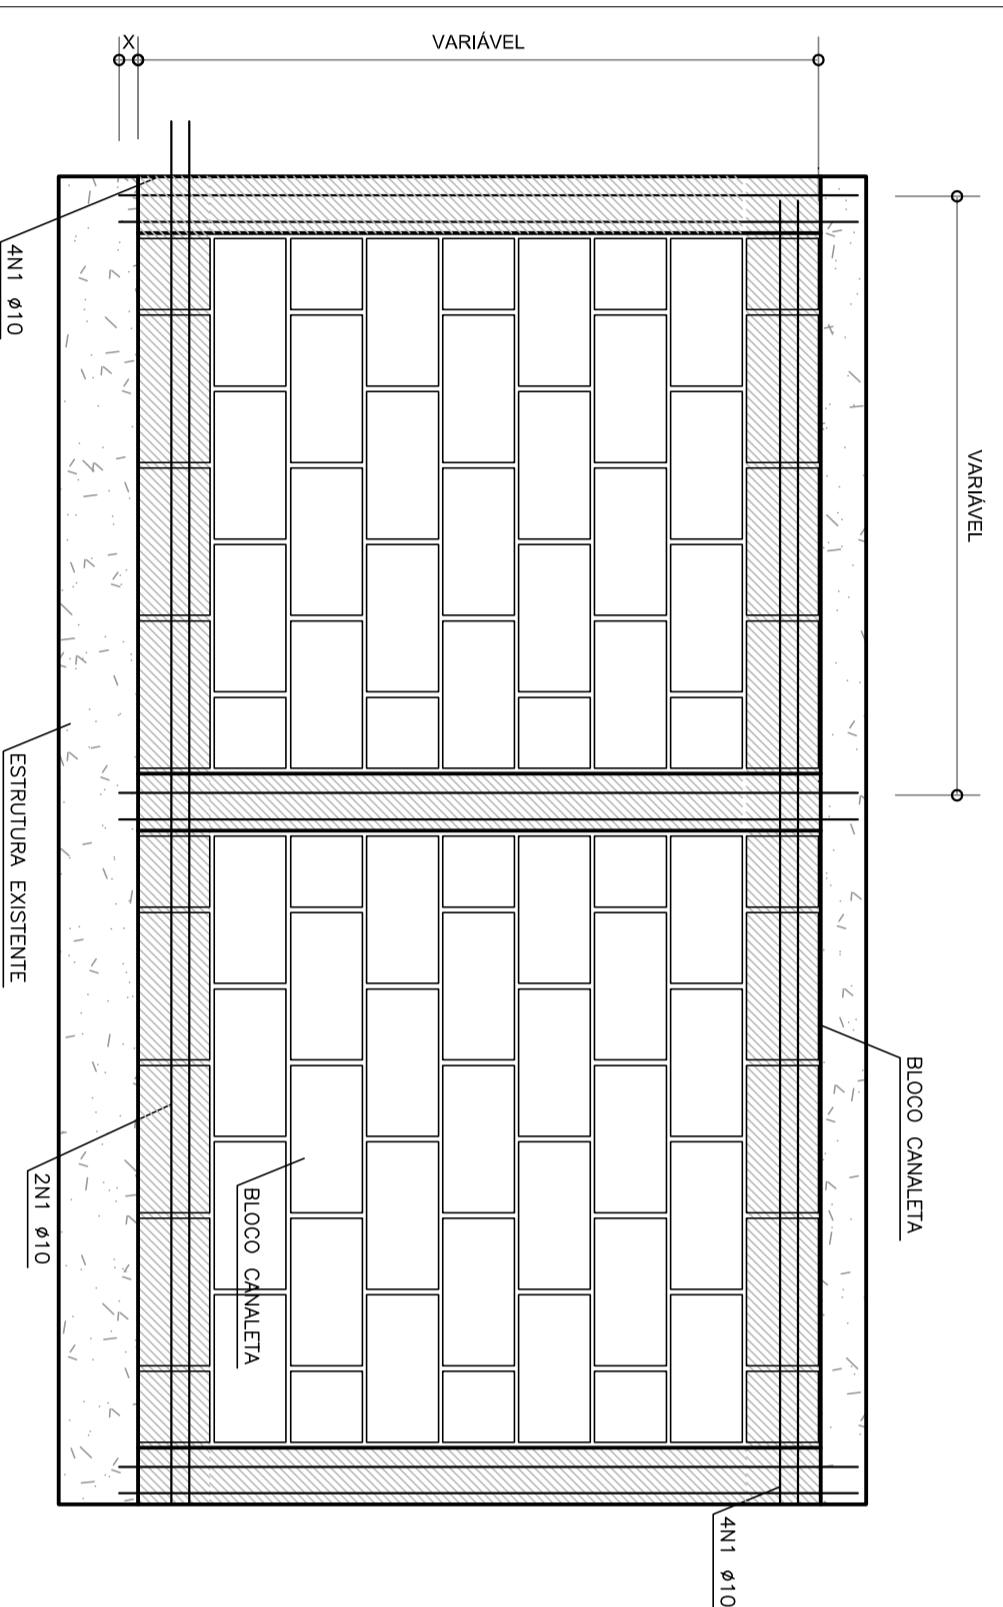 X
VARIÁVEL
VARIÁVEL
4N1 ø10
ESTRUTURA EXISTENTE
BLOCO CANALETA
2N1 ø10
BLOCO CANALETA
4N1 ø10